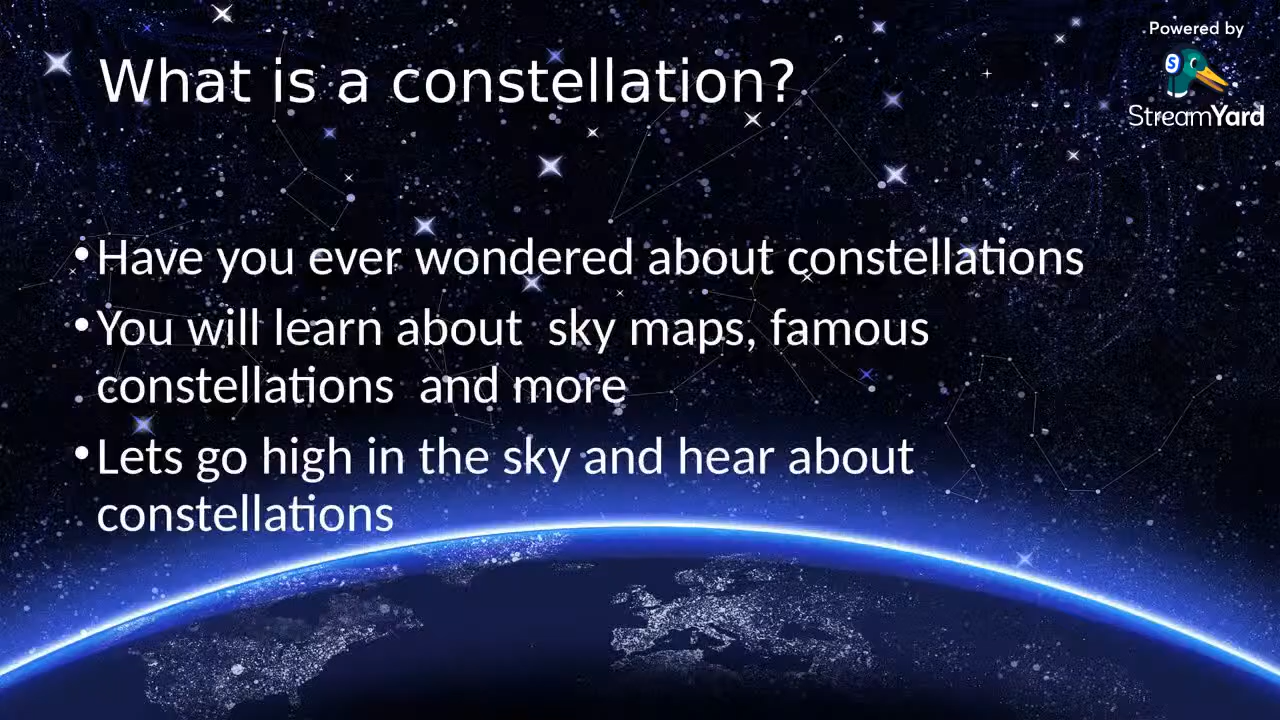 Powered by
StreamYard
What is a constellation?
•Have you ever wondered about constellations
•You will learn about  sky maps, famous
constellations  and more
•Lets go high in the sky and hear about
constellations